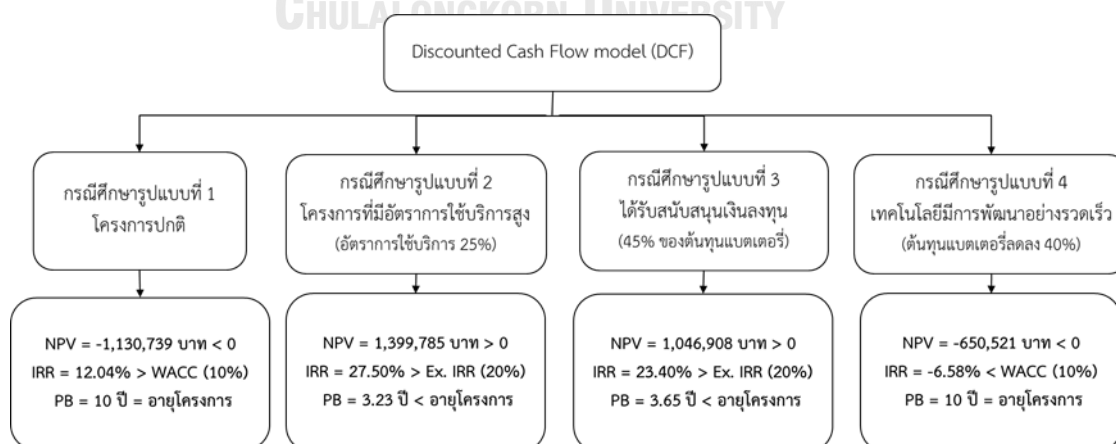 CHULALONGKORN UNIVERSITY
Discounted Cash Flow model (DCF)
กรณีศึกษารูปแบบที่ 1
โครงการปกติ
กรณีศึกษารูปแบบที่ 2
โครงการที่มีอัตราการใช้บริการสูง
(อัตราการใช้บริการ 25%)
กรณีศึกษารูปแบบที่ 3
ได้รับสนับสนุนเงินลงทุน
(45% ของต้นทุนแบตเตอรี่)
กรณีศึกษารูปแบบที่ 4
เทคโนโลยีมีการพัฒนาอย่างรวดเร็ว
(ต้นทุนแบตเตอรี่ลดลง 40%)
NPV = -1,130,739 บาท < 0
IRR = 12.04% > WACC (10%)
PB = 10 ปี = อายุโครงการ
NPV = 1,399,785 บาท > 0
IRR = 27.50% > Ex. IRR (20%)
PB = 3.23 ปี < อายุโครงการ
NPV = 1,046,908 บาท > 0
IRR = 23.40% > Ex. IRR (20%)
PB = 3.65 ปี < อายุโครงการ
NPV = -650,521 บาท < 0
IRR = -6.58% < WACC (10%)
PB = 10 ปี = อายุโครงการ